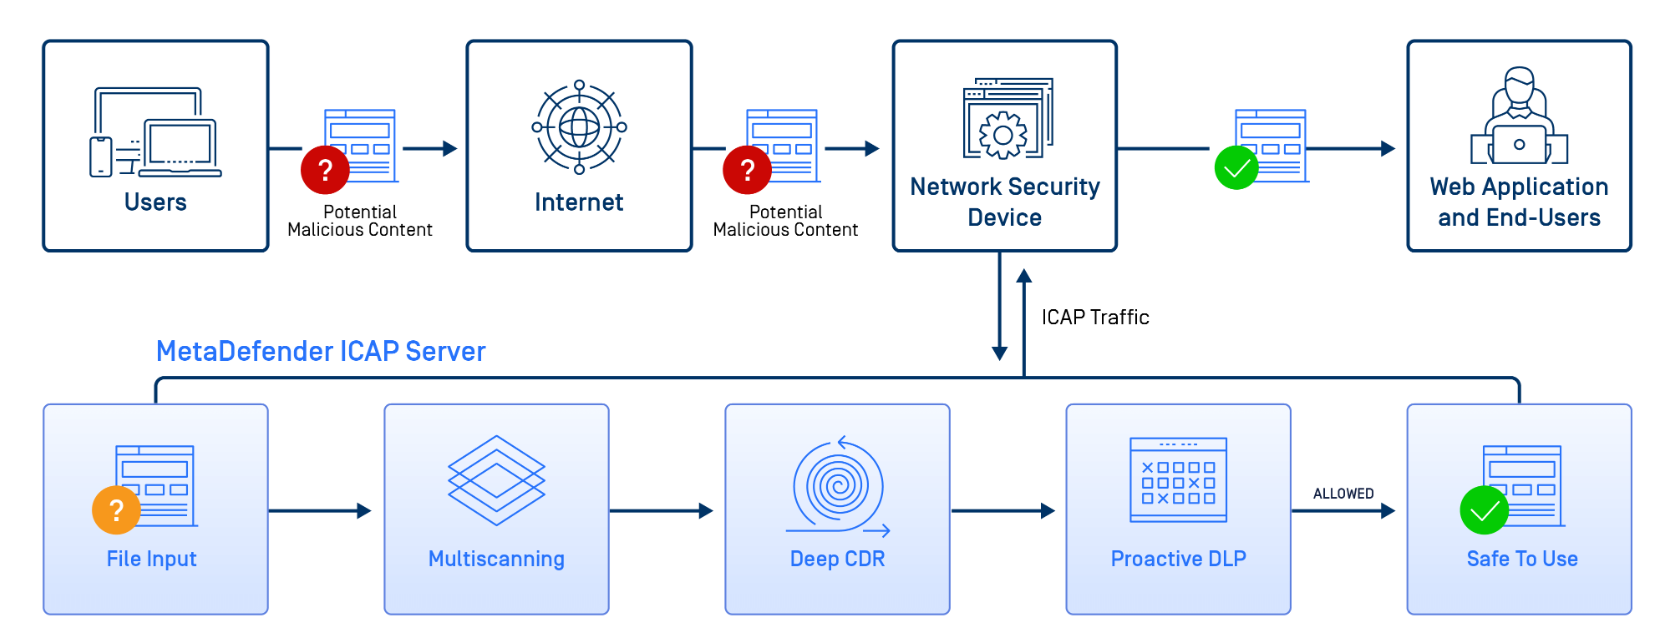 Users
?
Potential
Malicious Content
Internet
?
Potential
Malicious Content
Network Security
Device
Web Application
and End-Users
ICAP Traffic
MetaDefender ICAP Server
?
File Input
Multiscanning
Deep CDR
Proactive DLP
ALLOWED
Safe To Use